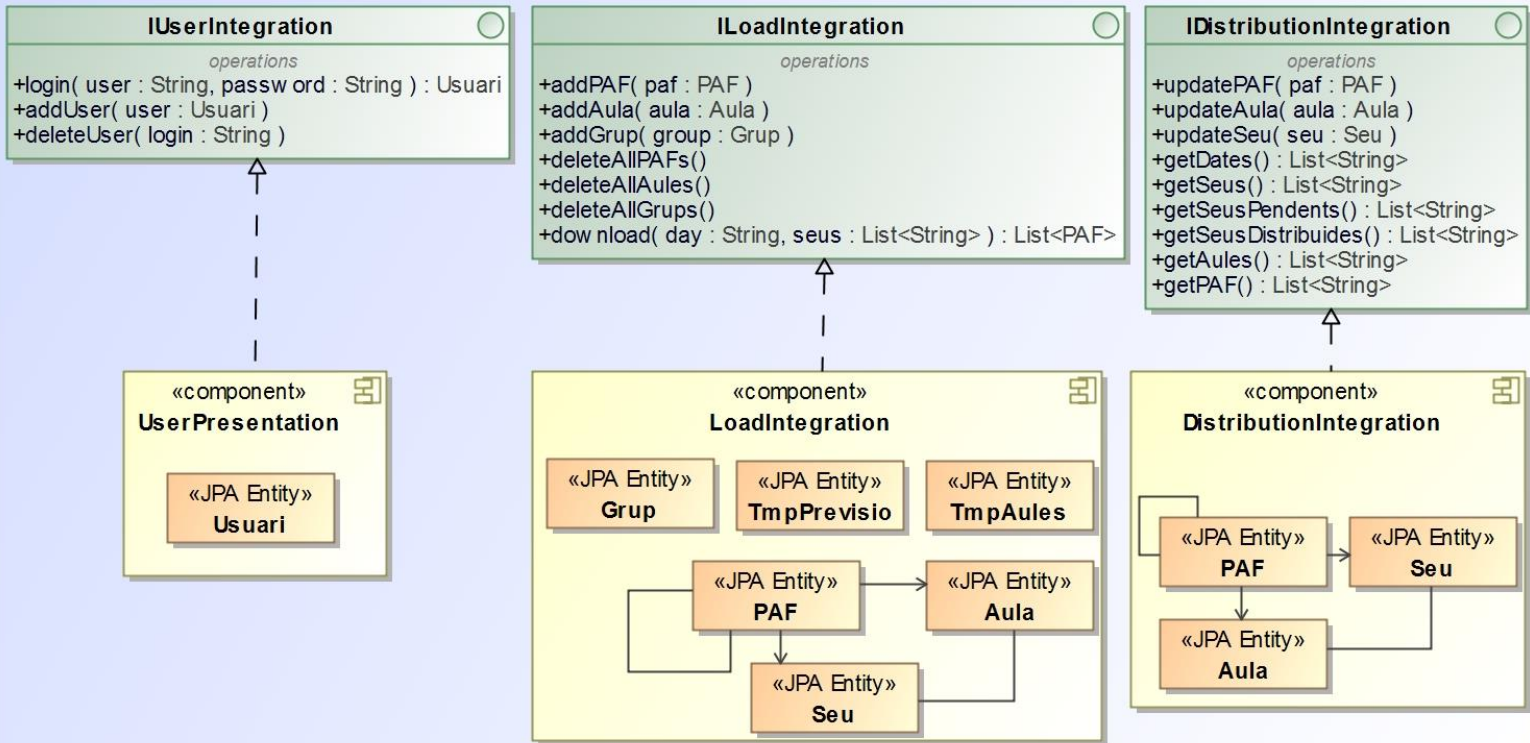 IUserIntegration
operations
+login( user : String, password : String ) : Usuari
+addUser( user : Usuari )
+deleteUser( login : String )
ILoadIntegration
operations
+addPAF( paf : PAF )
+addAula( aula : Aula )
+addGrup( group : Grup )
+deleteAllPAFs()
+deleteAllAules()
+deleteAllGrups()
+download( day : String, seus : List<String> ) : List<PAF>
IDistributionIntegration
operations
+updatePAF( paf : PAF )
+updateAula( aula : Aula )
+updateSeu( seu : Seu )
+getDates() : List<String>
+getSeus() : List<String>
+getSeusPendents() : List<String>
+getSeusDistribuides() : List<String>
+getAules() : List<String>
+getPAF() : List<String>
«component»
UserPresentation
«JPA Entity»
Usuari
«component»
LoadIntegration
«JPA Entity»
Grup
«JPA Entity»
TmpPrevisio
«JPA Entity»
TmpAules
«JPA Entity»
PAF
«JPA Entity»
Aula
«JPA Entity»
Seu
«component»
DistributionIntegration
«JPA Entity»
PAF
«JPA Entity»
Seu
«JPA Entity»
Aula